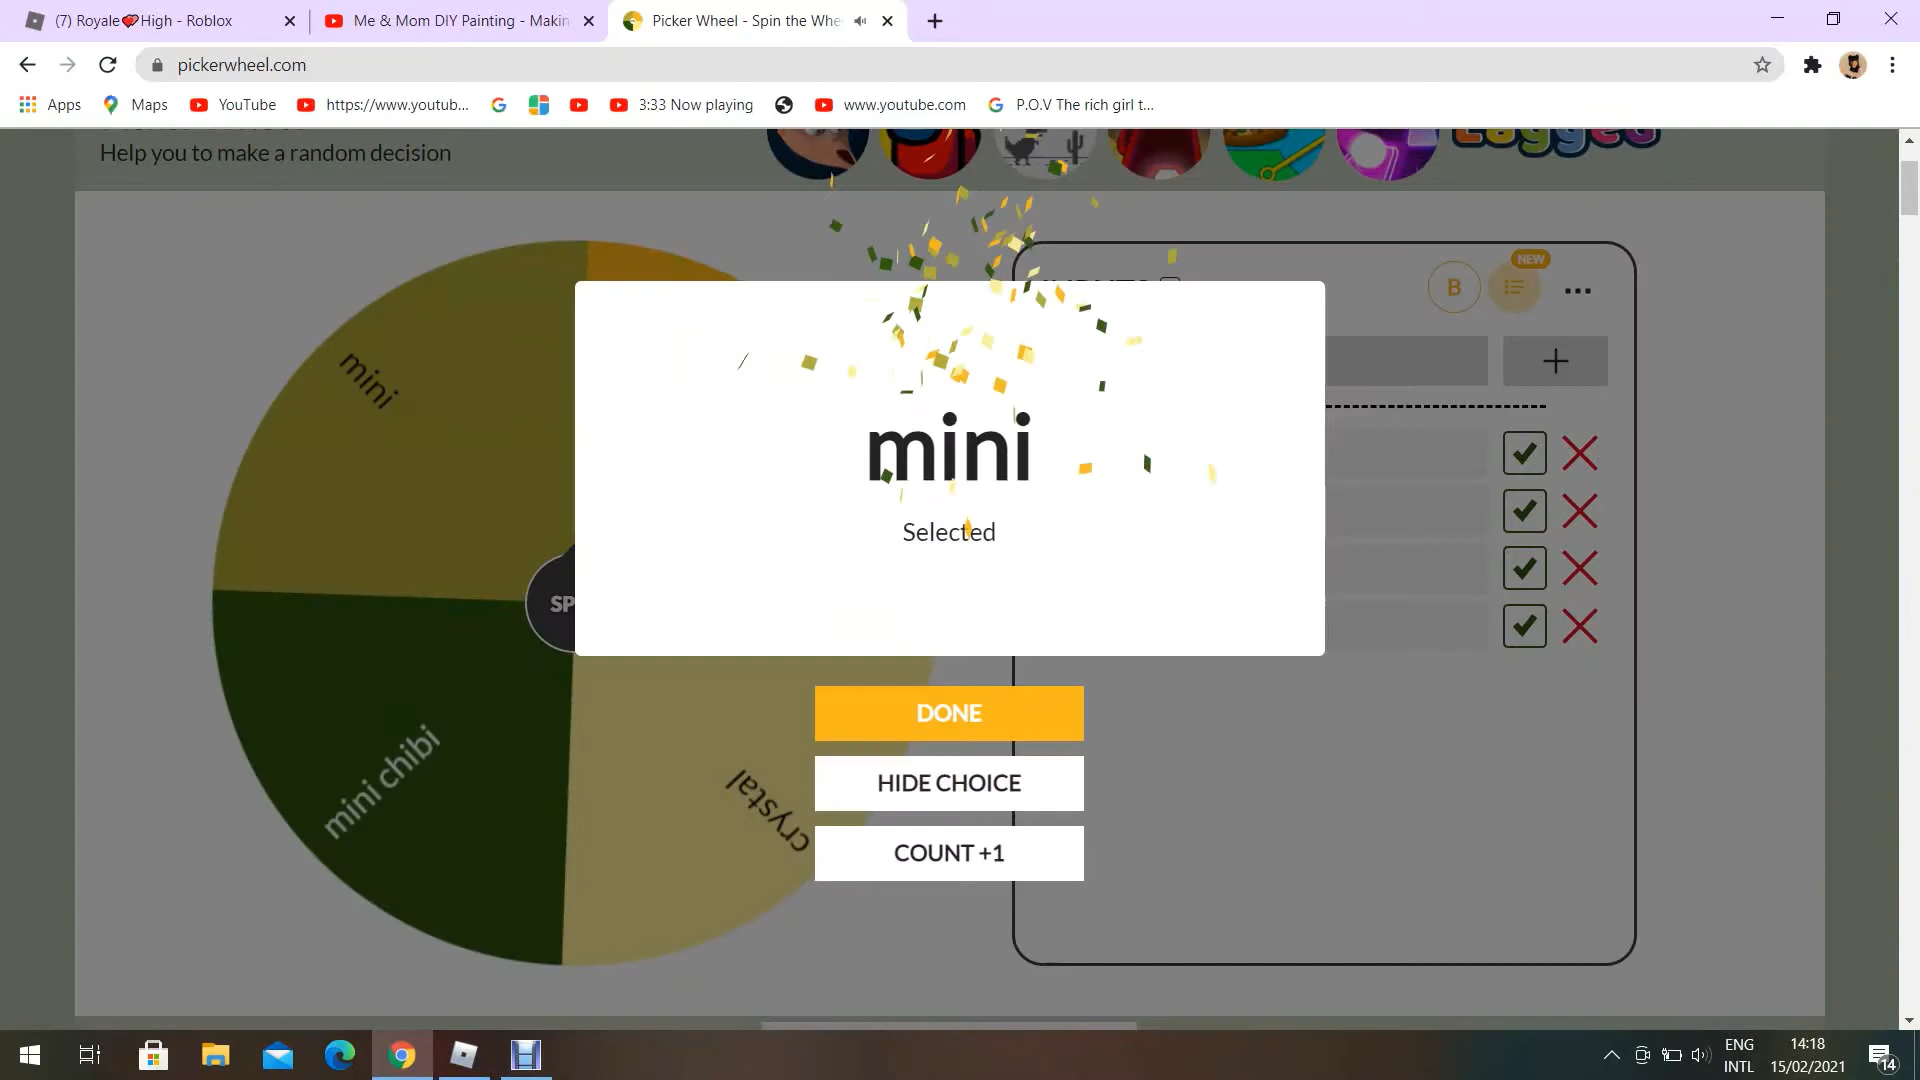 (7) Royale❤️High - Roblox
Me & Mom DIY Painting - Makin
Picker Wheel - Spin the Whe
pickerwheel.com
Apps
Maps
YouTube
https://www.youtub...
3:33 Now playing
www.youtube.com
P.O.V The rich girl t...
Help you to make a random decision
NEW
B
mini
mini
Selected
SP
mini chibi
crystal
DONE
HIDE CHOICE
COUNT +1
ENG
INTL
14:18
15/02/2021
14